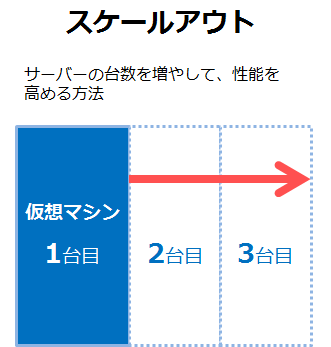 スケールアウト
サーバーの台数を増やして、性能を
高める方法
仮想マシン
1台目
2台目
3台目